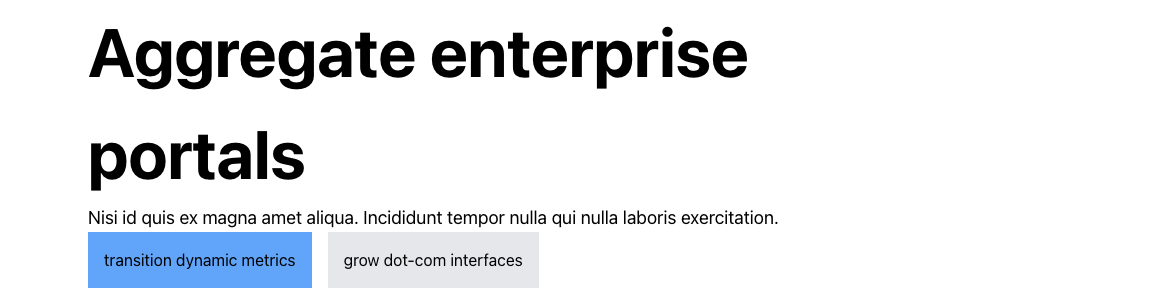 Aggregate enterprise
portals
Nisi id quis ex magna amet aliqua. Incididunt tempor nulla qui nulla laboris exercitation.
transition dynamic metrics
grow dot-com interfaces